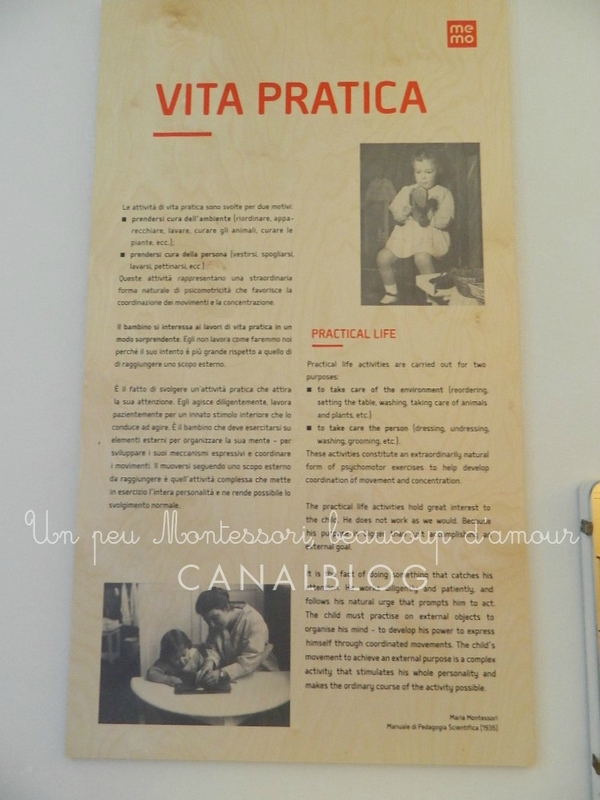 me
mo
VITA PRATICA
Le attività di vita pratica sono svolte per due motivi:
■ prendersi cura dell'ambiente (riordinare, appa-
recchiare, lavare, curare gli animali, curare le
piante, ecc.);
■ prendersi cura della persona (vestirsi, spogliarsi,
lavarsi, pettinarsi, ecc.)
Queste attività rappresentano una straordinaria
forma naturale di psicomotricità che favorisce la
coordinazione dei movimenti e la concentrazione.
Il bambino si interessa ai lavori di vita pratica in un
modo sorprendente. Egli non lavora come faremmo noi
perché il suo intento è più grande rispetto a quello di
di raggiungere uno scopo esterno.
È il fatto di svolgere un'attività pratica che attira
la sua attenzione. Egli agisce diligentemente, lavora
pazientemente per un innato stimolo interiore che lo
conduce ad agire. È il bambino che deve esercitarsi su
elementi esterni per organizzare la sua mente - per
sviluppare i suoi meccanismi espressivi e coordinare
i movimenti. Il muoversi seguendo uno scopo esterno
da raggiungere è quell'attività complessa che mette
in esercizio l'intera personalità e ne rende possibile lo
svolgimento normale.
PRACTICAL LIFE
Practical life activities are carried out for two
purposes:
■ to take care of the environment (reordering,
setting the table, washing, taking care of animals
and plants, etc.)
■ to take care of the person (dressing, undressing,
washing, grooming, etc.).
These activities constitute an extraordinarily natural
form of psychomotor exercises to help develop
coordination of movement and concentration.
The practical life activities hold great interest to
the child. He does not work as we would. Because
his purpose is bigger than just accomplishing an
external goal.
It is the fact of doing something that catches his
attention. He works diligently and patiently, and
follows his natural urge that prompts him to act.
The child must practise on external objects to
organise his mind - to develop his power to express
himself through coordinated movements. The child's
movement to achieve an external purpose is a complex
activity that stimulates his whole personality and
makes the ordinary course of the activity possible.
Maria Montessori
Manuale di Pedagogia Scientifica (1935)
Un peu Montessori, beaucoup d'amour
CANALBLOG